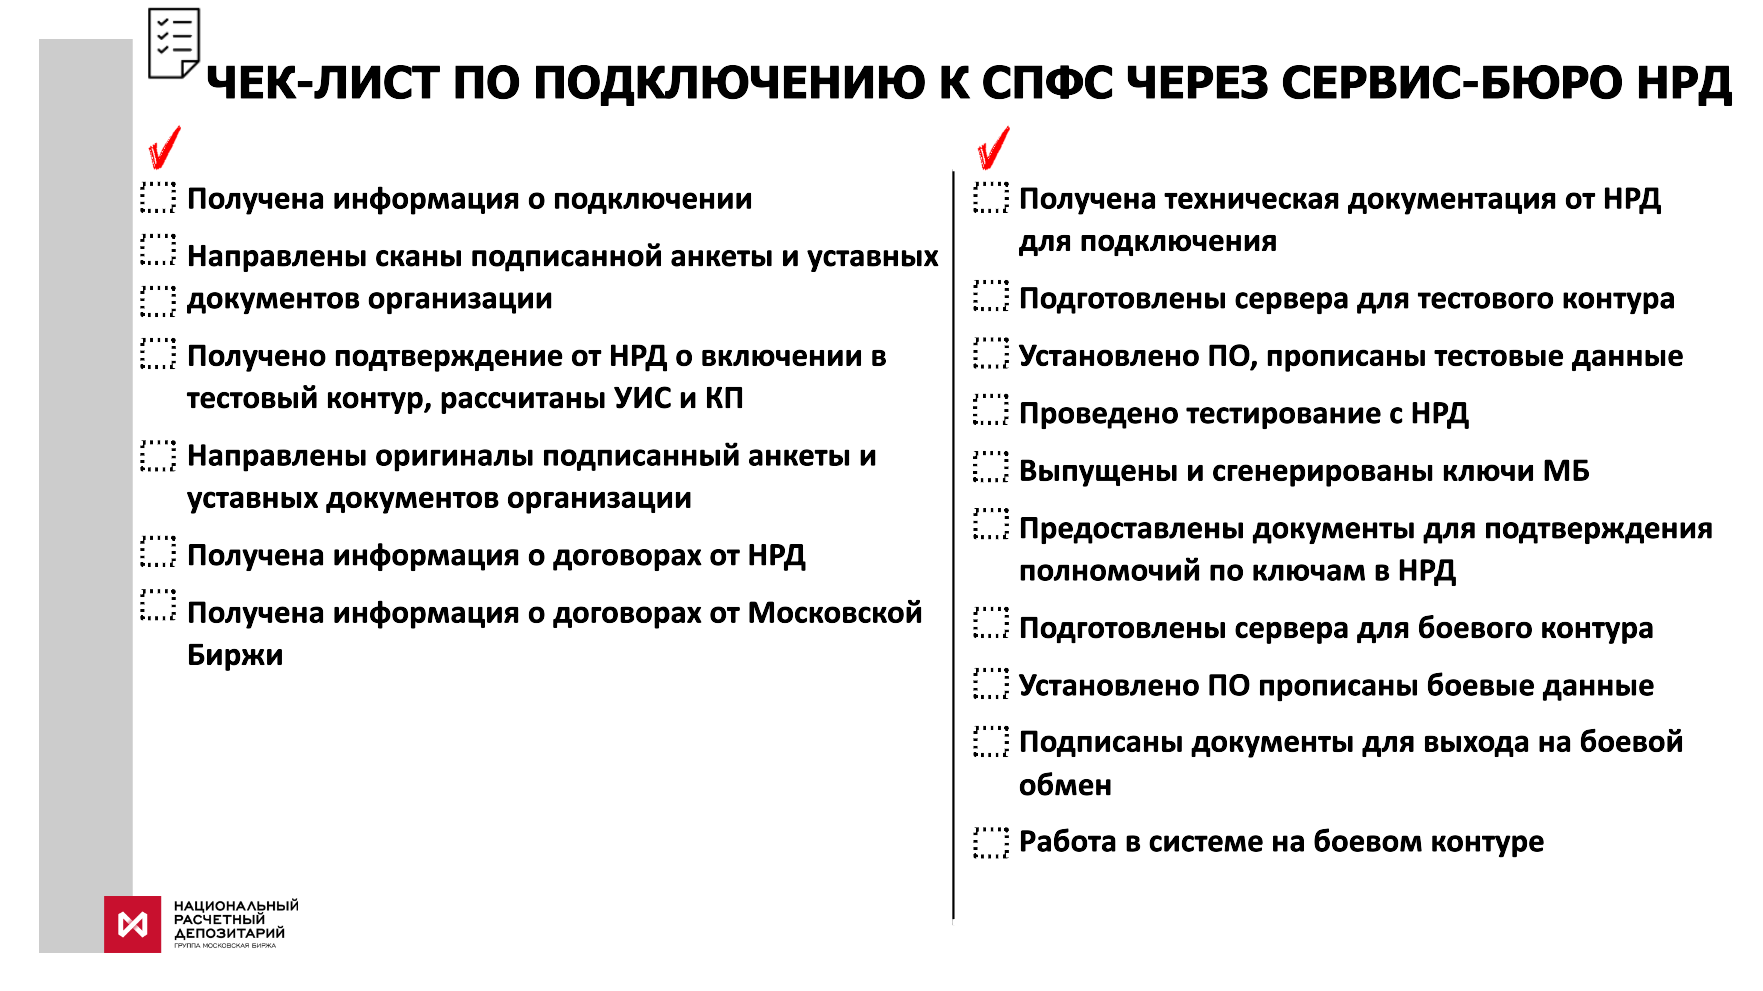 ЧЕК-ЛИСТ ПО ПОДКЛЮЧЕНИЮ К СПФС ЧЕРЕЗ СЕРВИС-БЮРО НРД
Получена информация о подключении
Направлены сканы подписанной анкеты и уставных
документов организации
Получено подтверждение от НРД о включении в
тестовый контур, рассчитаны УИС и КП
Направлены оригиналы подписанный анкеты и
уставных документов организации
Получена информация о договорах от НРД
Получена информация о договорах от Московской
Биржи
Получена техническая документация от НРД
для подключения
Подготовлены сервера для тестового контура
Установлено ПО, прописаны тестовые данные
Проведено тестирование с НРД
Выпущены и сгенерированы ключи МБ
Предоставлены документы для подтверждения
полномочий по ключам в НРД
Подготовлены сервера для боевого контура
Установлено ПО прописаны боевые данные
Подписаны документы для выхода на боевой
обмен
Работа в системе на боевом контуре
НАЦИОНАЛЬНЫЙ
РАСЧЕТНЫЙ
ДЕПОЗИТАРИЙ
ГРУППА МОСКОВСКАЯ БИРЖА